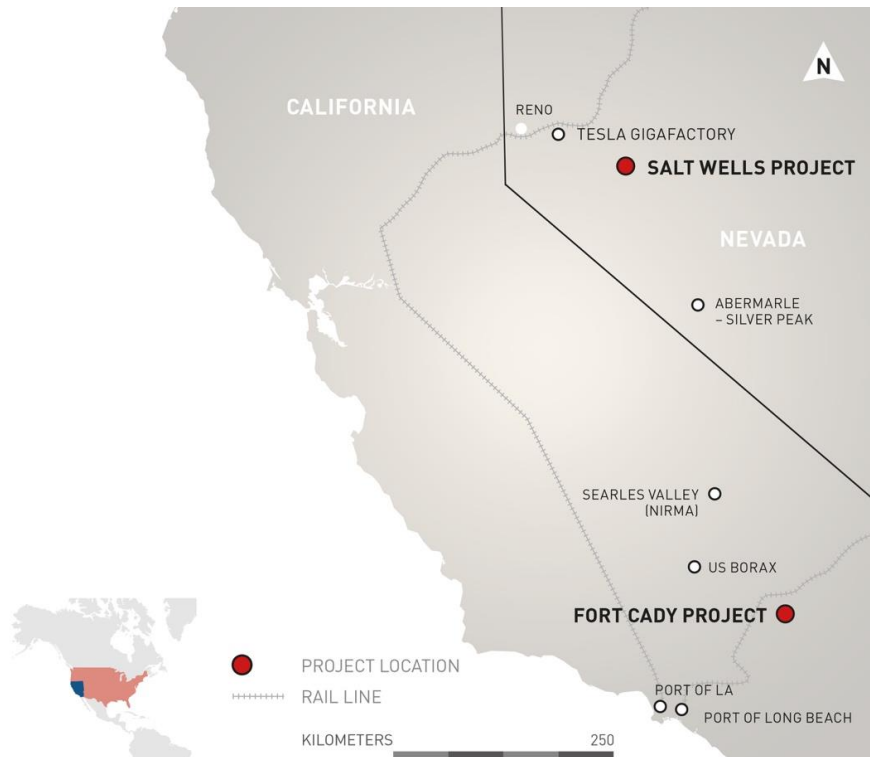 N
CALIFORNIA
RENO
TESLA GIGAFACTORY
SALT WELLS PROJECT
NEVADA
ABERMARLE
– SILVER PEAK
SEARLES VALLEY
(NIRMA)
US BORAX
FORT CADY PROJECT
PROJECT LOCATION
RAIL LINE
PORT OF LA
PORT OF LONG BEACH
KILOMETERS 250